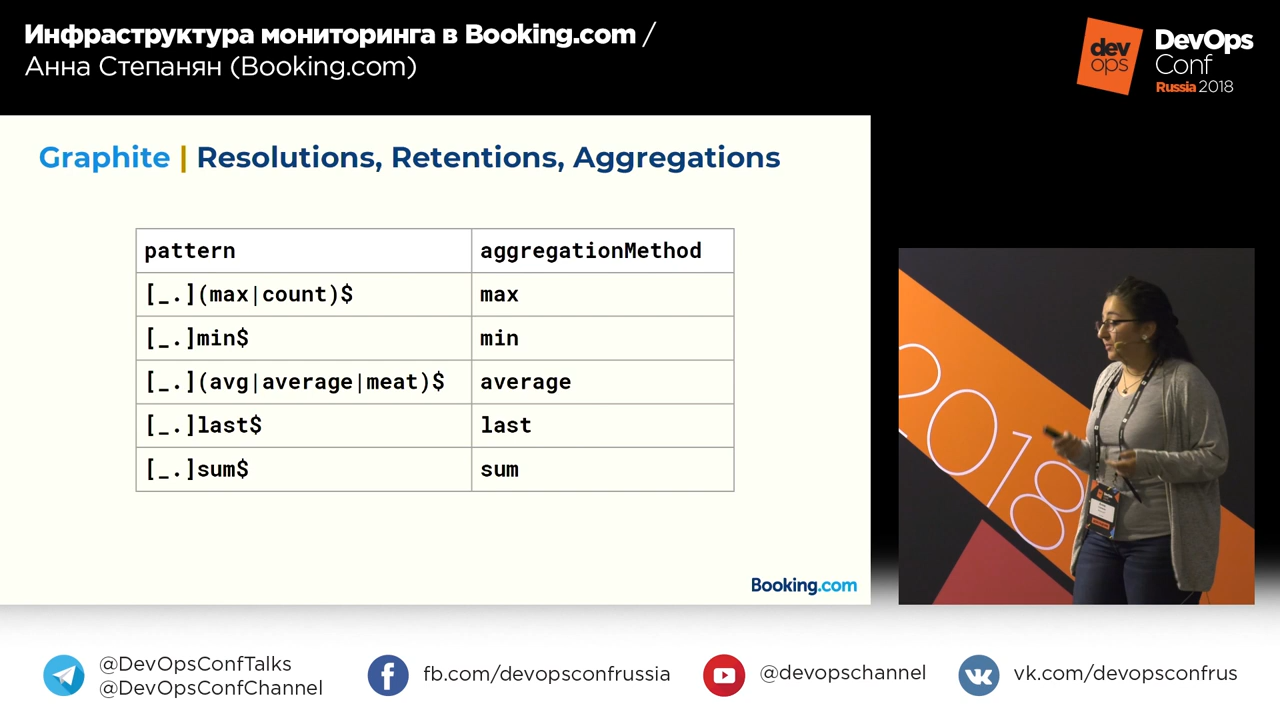 Инфраструктура мониторинга в Booking.com /
Анна Степанян (Booking.com)
dev
ops
DevOps
Conf
Russia 2018
Graphite | Resolutions, Retentions, Aggregations
pattern aggregationMethod
[_.](max|count)$ max
[_.]min$ min
[_.](avg|average|meat)$ average
[_.]last$ last
[_.]sum$ sum
Booking.com
2018
@DevOpsConfTalks
@DevOpsConfChannel
fb.com/devopsconfrussia
@devopschannel
vk.com/devopsconfrus